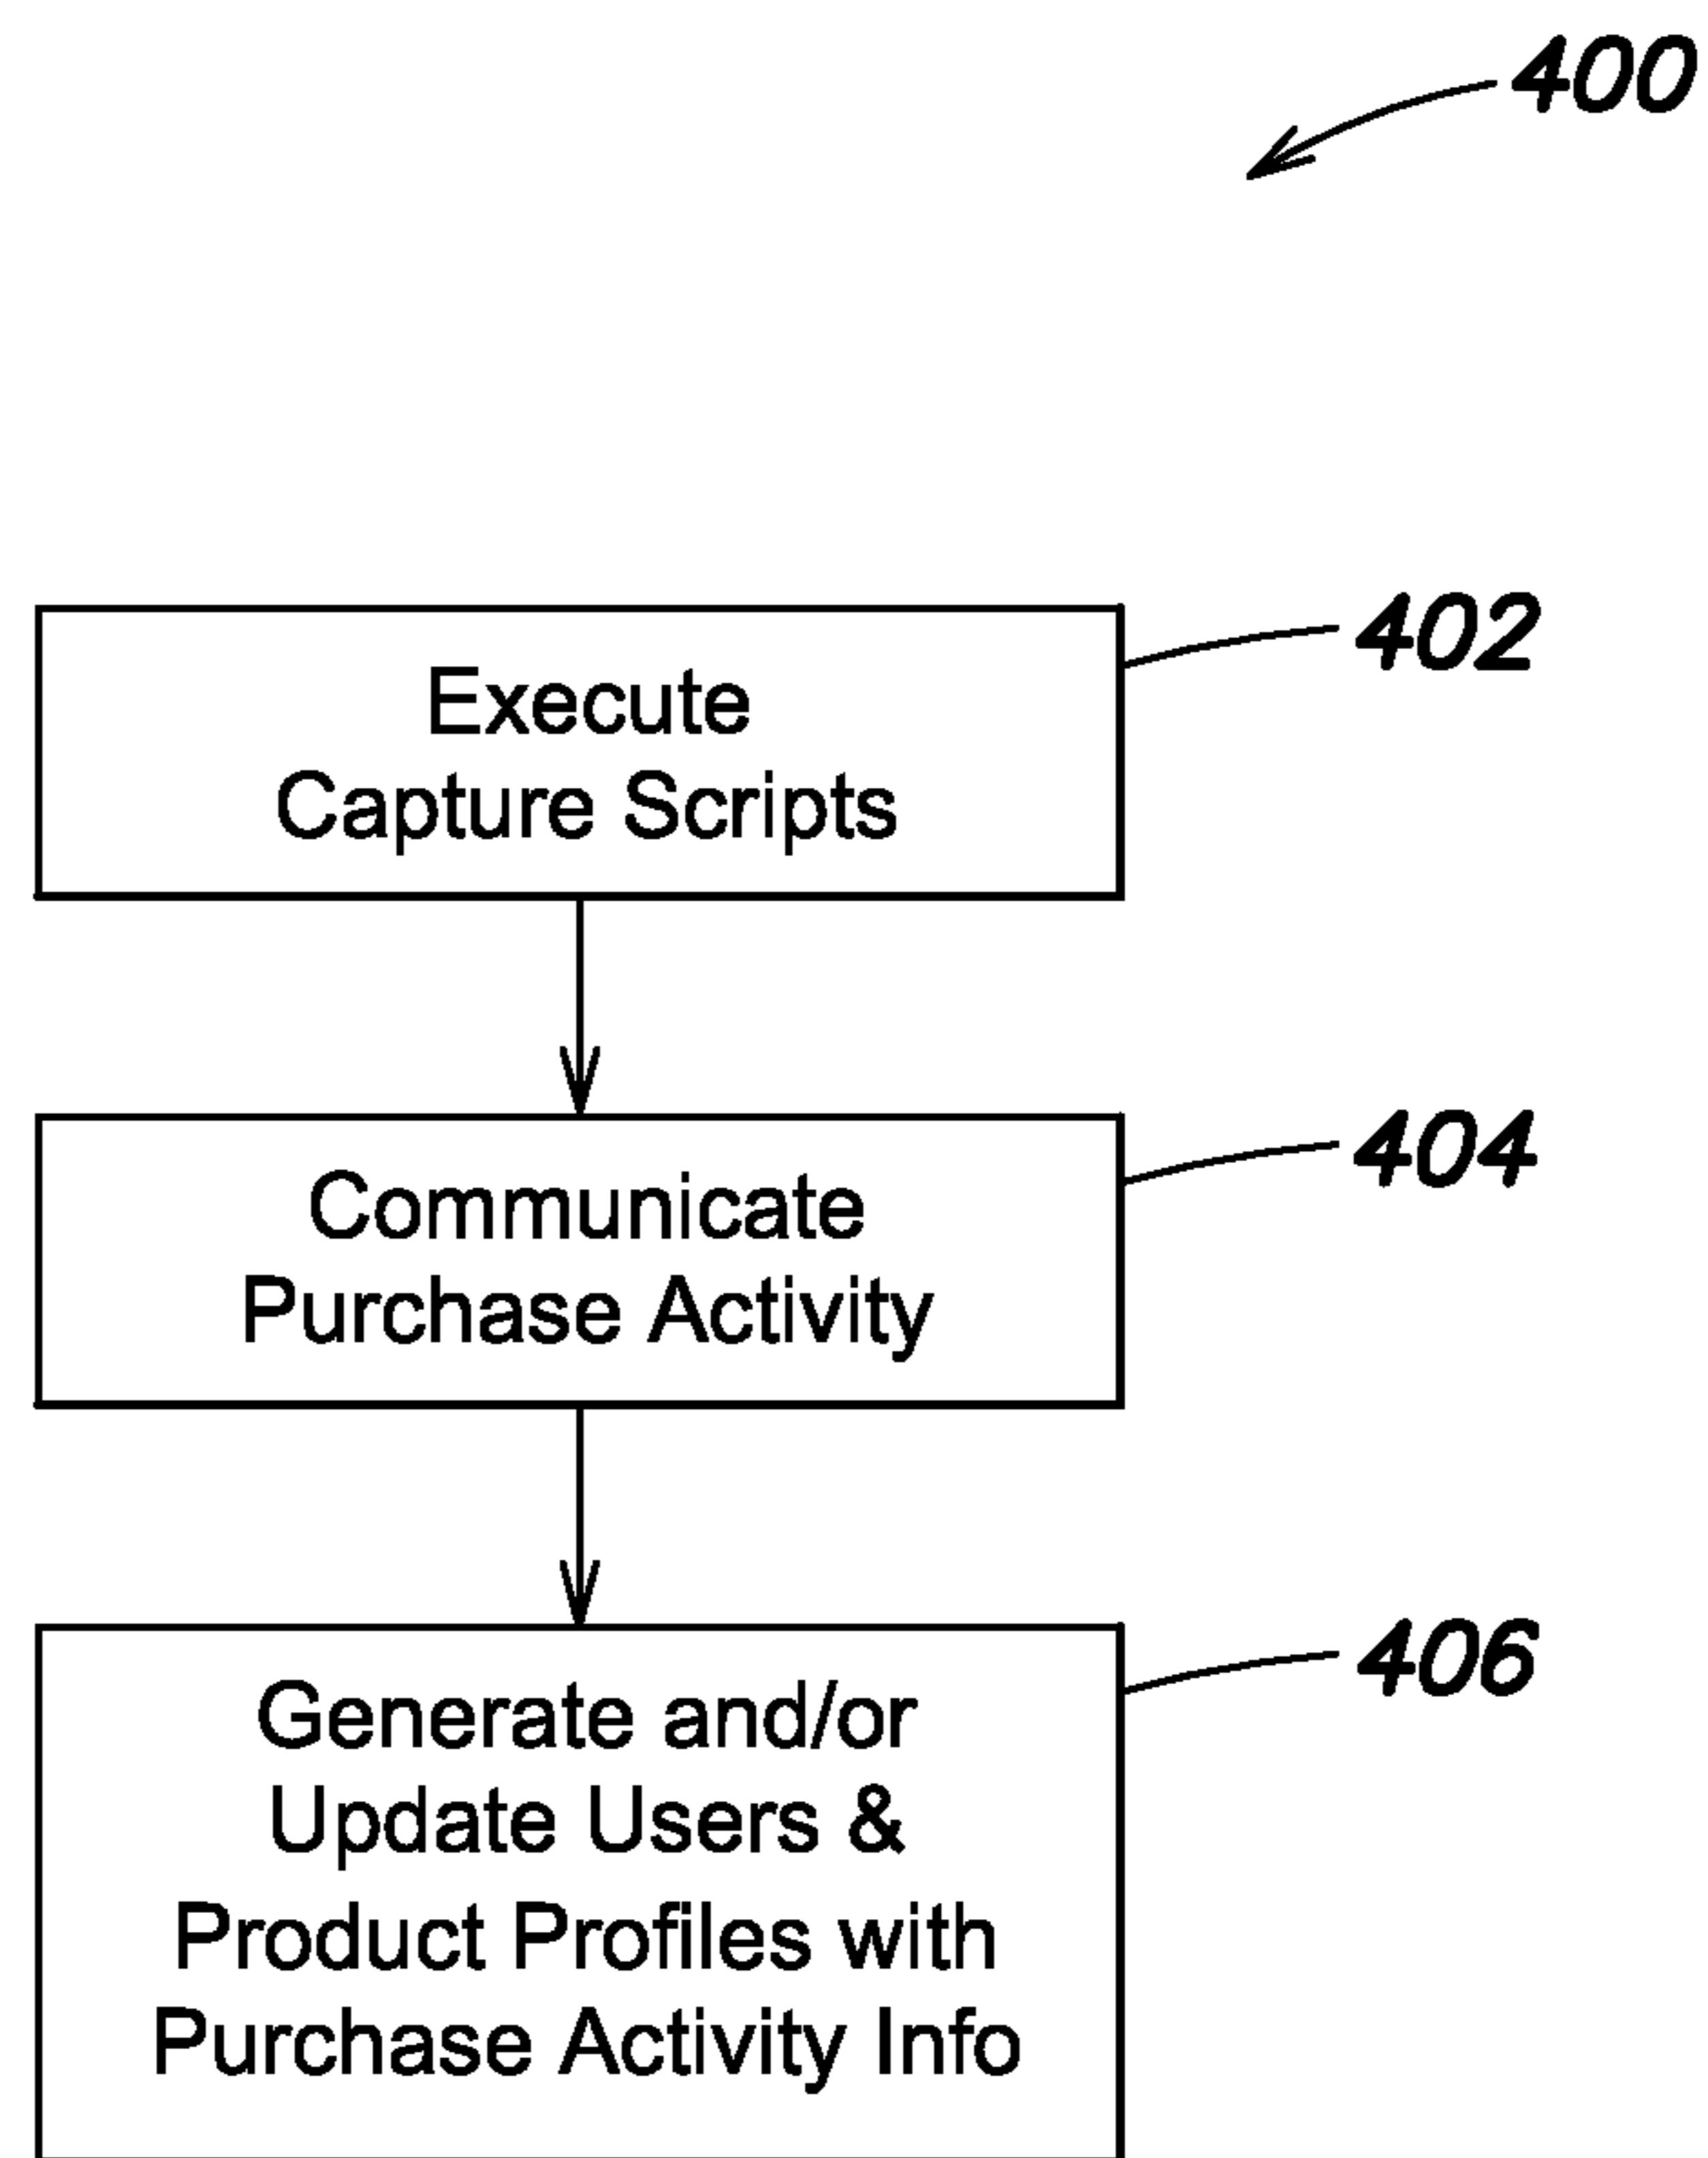 400
402
Execute
Capture Scripts
404
Communicate
Purchase Activity
406
Generate and/or
Update Users &
Product Profiles with
Purchase Activity Info